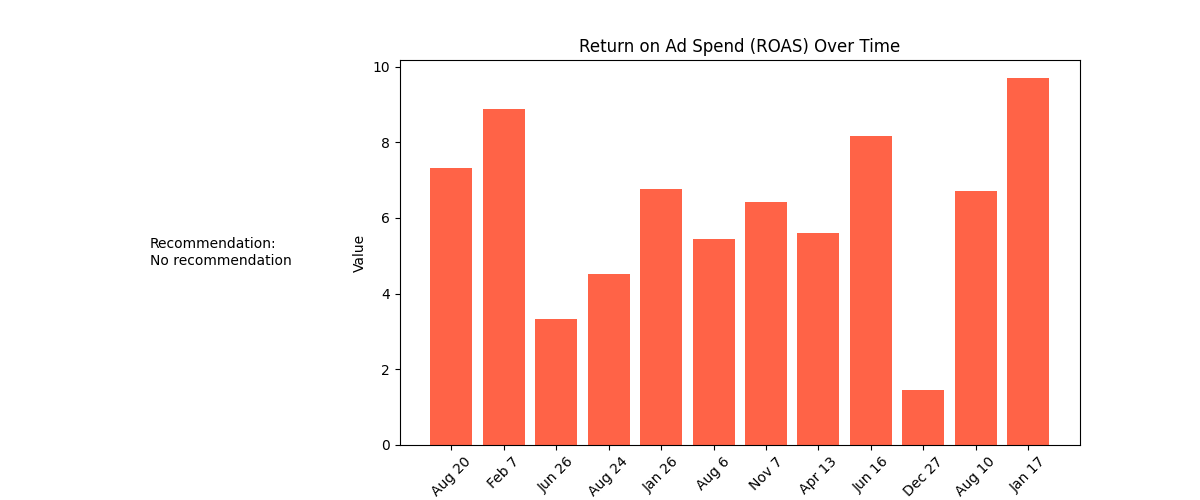 Return on Ad Spend (ROAS) Over Time
Recommendation:
No recommendation
Value
10
8
6
4
2
0
Aug 20
Feb 7
Jun 26
Aug 24
Jan 26
Aug 6
Nov 7
Apr 13
Jun 16
Dec 27
Aug 10
Jan 17